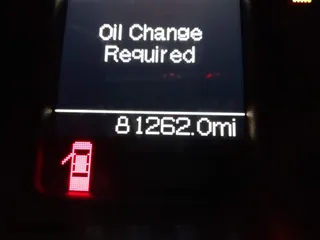 Oil Change
Required
81262.0mi